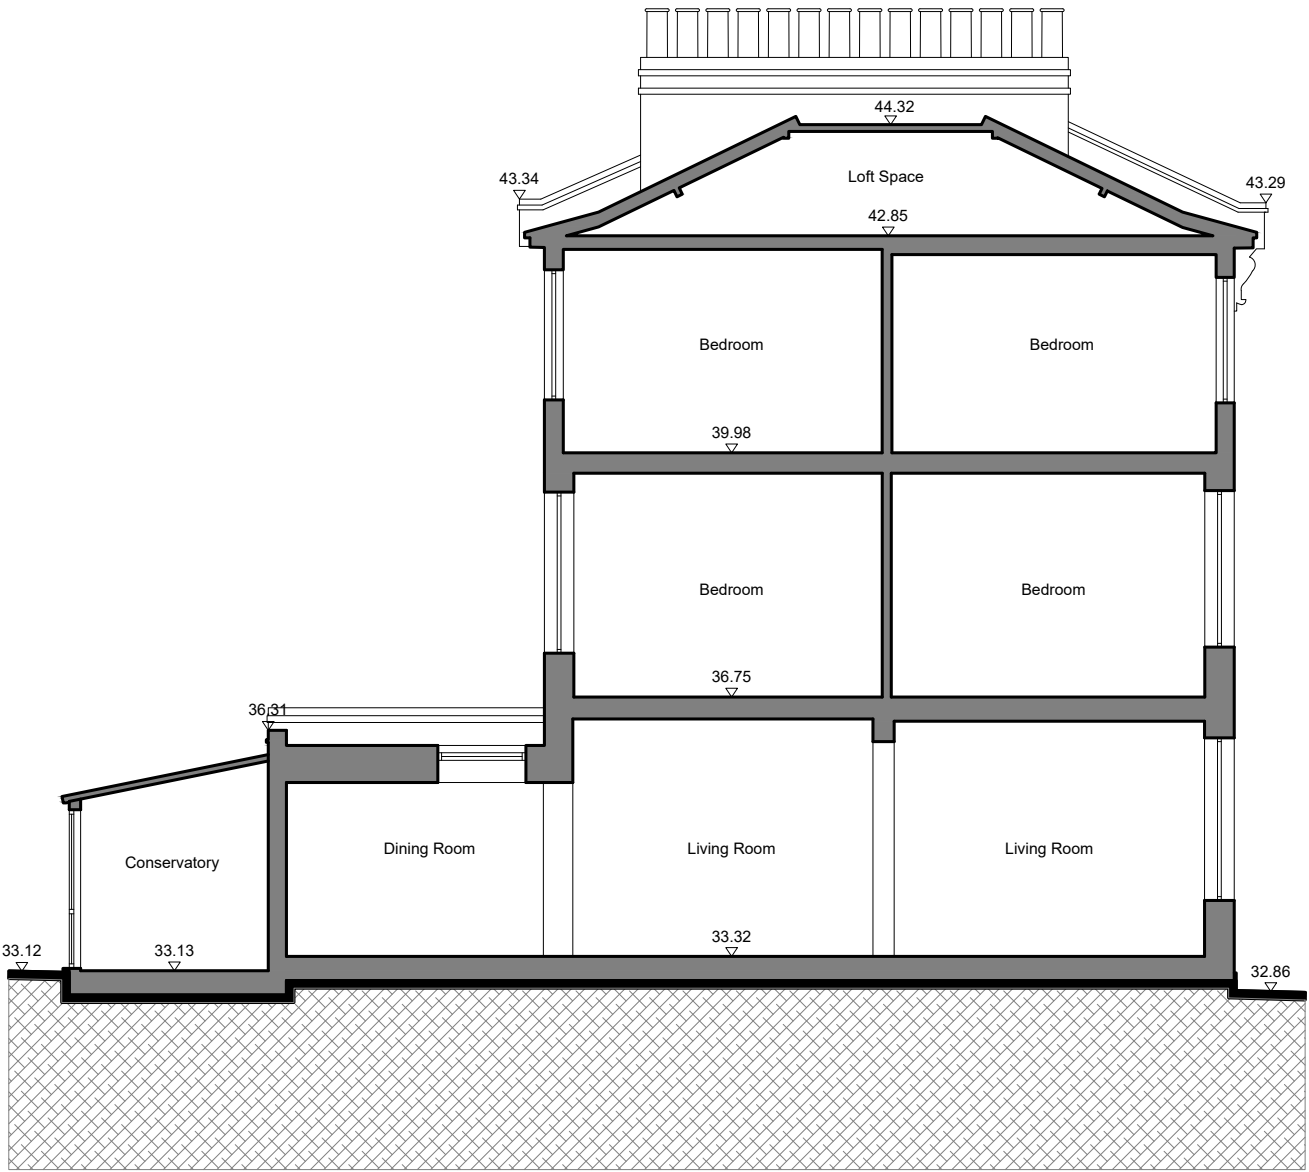 44.32
Loft Space
43.34
43.29
42.85
Bedroom
Bedroom
39.98
Bedroom
Bedroom
36.75
36.31
Dining Room
Living Room
Living Room
Conservatory
33.12
33.13
33.32
32.86